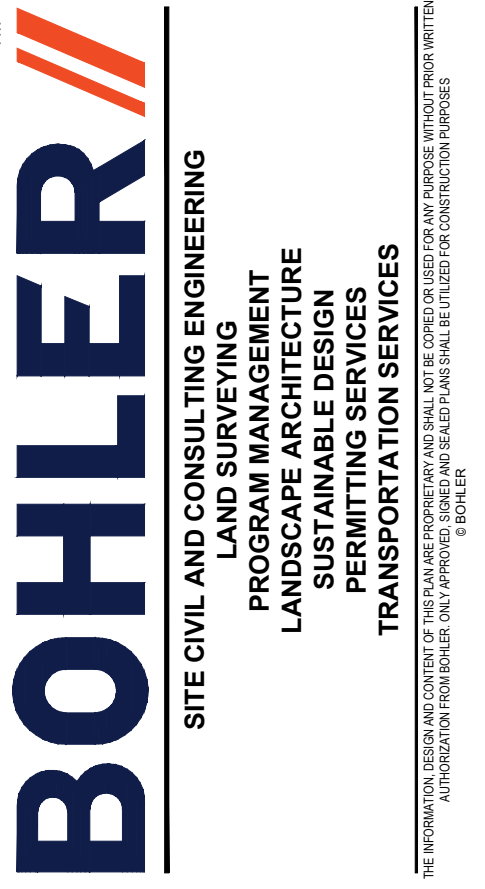 BOHLER//
SITE CIVIL AND CONSULTING ENGINEERING
LAND SURVEYING
PROGRAM MANAGEMENT
LANDSCAPE ARCHITECTURE
SUSTAINABLE DESIGN
PERMITTING SERVICES
TRANSPORTATION SERVICES
THE INFORMATION, DESIGN AND CONTENT OF THIS PLAN ARE PROPRIETARY AND SHALL NOT BE COPIED OR USED FOR ANY PURPOSE WITHOUT PRIOR WRITTEN
AUTHORIZATION FROM BOHLER. ONLY APPROVED, SIGNED AND SEALED PLANS SHALL BE UTILIZED FOR CONSTRUCTION PURPOSES
© BOHLER